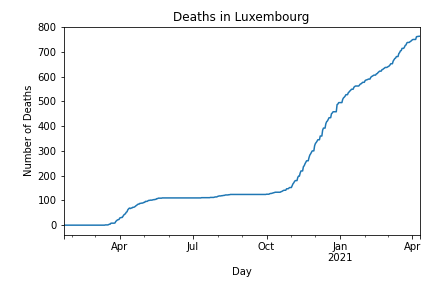 Deaths in Luxembourg
Number of Deaths
800
700
600
500
400
300
200
100
0
Apr
Jul
Oct
Jan
2021
Apr
Day